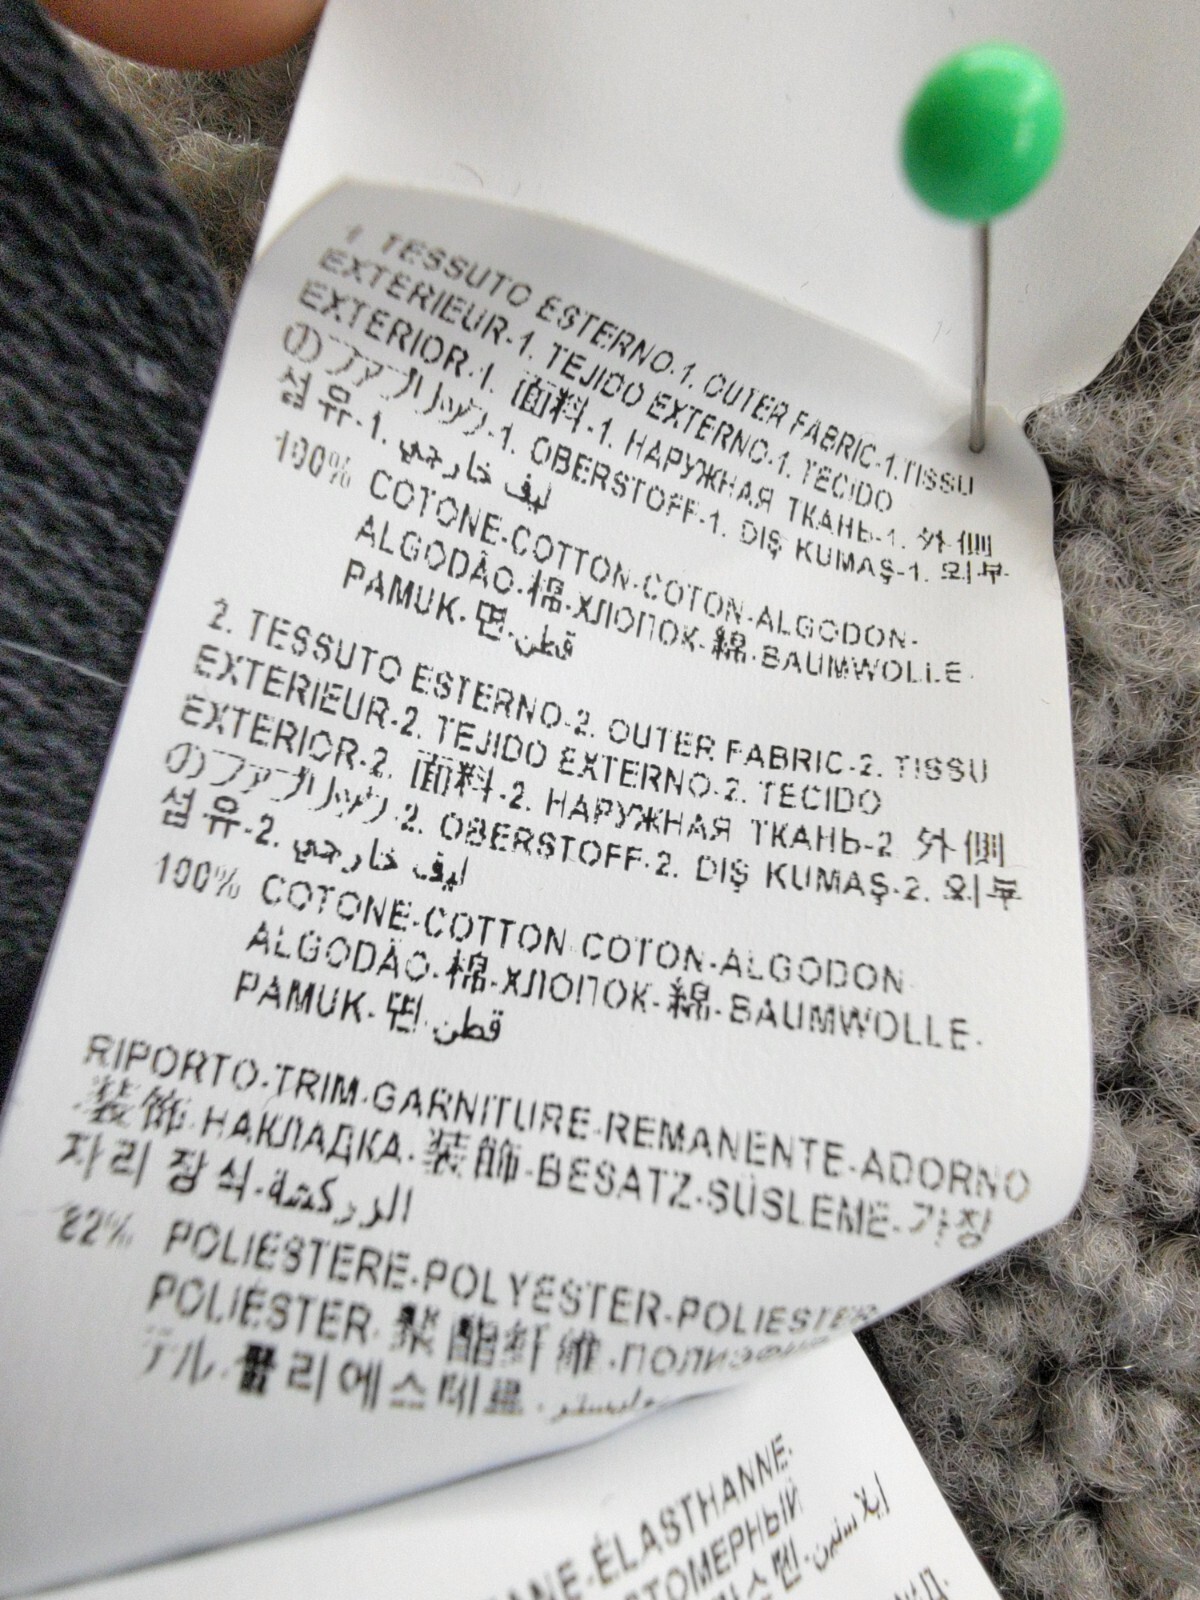 1. TESSUTO ESTERNO-1. OUTER FABRIC-1.TISSU
EXTERIEUR-1. TEJIDO EXTERNO-1. TECIDO
EXTERIOR-1. 面料-1. НАРУЖНАЯ ТКАНЬ-1. 外側
のファブリック-1. OBERSTOFF-1. DIŞ KUMAŞ-1. 외부
섬유-1. ليف خارجي
100% COTONE-COTTON-COTON-ALGODON-
ALGODÃO-棉-ХЛОПОК-綿-BAUMWOLLE-
PAMUK-면-قطن
2. TESSUTO ESTERNO-2. OUTER FABRIC-2. TISSU
EXTERIEUR-2. TEJIDO EXTERNO-2. TECIDO
EXTERIOR-2. 面料-2. НАРУЖНАЯ ТКАНЬ-2. 外側
のファブリック-2. OBERSTOFF-2. DIŞ KUMAŞ-2. 외부
섬유-2. ليف خارجي
100% COTONE-COTTON-COTON-ALGODON-
ALGODÃO-棉-ХЛОПОК-綿-BAUMWOLLE-
PAMUK-면-قطن
RIPORTO-TRIM-GARNITURE-REMANENTE-ADORNO
装饰-НАКЛАДКА-装飾-BESATZ-SÜSLEME-가장
자리 장식-الزركمة
82% POLIESTERE-POLYESTER-POLIESTER
POLIÉSTER-聚酯纤维-ПОЛИЭФИР
テル-폴리에스테르-بوليستر
ÉLASTHANNE-
ايلاستين